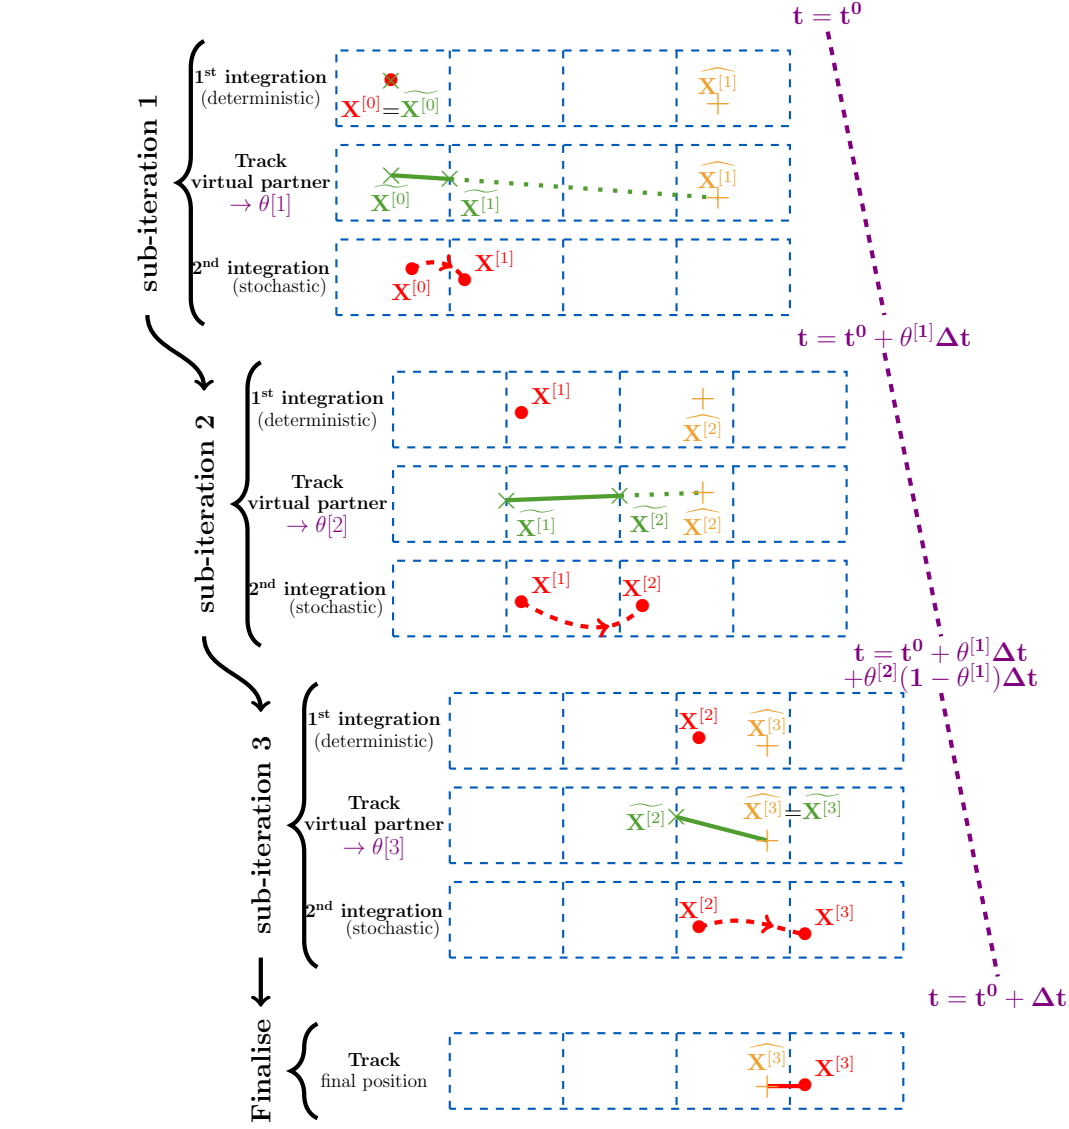 t = t⁰
sub-iteration 1
1st integration
(deterministic)
X^[0]=X̃^[0]
X̂^[1]
Track
virtual partner
→ θ[1]
X̃^[0]
X̃^[1]
X̂^[1]
2nd integration
(stochastic)
X^[0]
X^[1]
t = t⁰ + θ^[1]Δt
sub-iteration 2
1st integration
(deterministic)
X^[1]
X̂^[2]
Track
virtual partner
→ θ[2]
X̃^[1]
X̃^[2]
X̂^[2]
2nd integration
(stochastic)
X^[1]
X^[2]
t = t⁰ + θ^[1]Δt
+θ^[2](1 − θ^[1])Δt
sub-iteration 3
1st integration
(deterministic)
X^[2]
X̂^[3]
Track
virtual partner
→ θ[3]
X̃^[2]
X̂^[3]=X̃^[3]
2nd integration
(stochastic)
X^[2]
X^[3]
t = t⁰ + Δt
Finalise
Track
final position
X̂^[3]
X^[3]